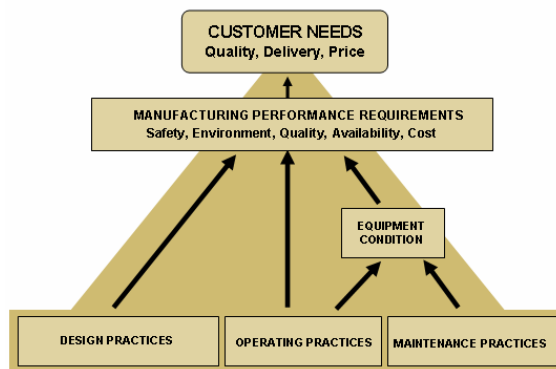 CUSTOMER NEEDS
Quality, Delivery, Price
MANUFACTURING PERFORMANCE REQUIREMENTS
Safety, Environment, Quality, Availability, Cost
EQUIPMENT
CONDITION
DESIGN PRACTICES
OPERATING PRACTICES
MAINTENANCE PRACTICES